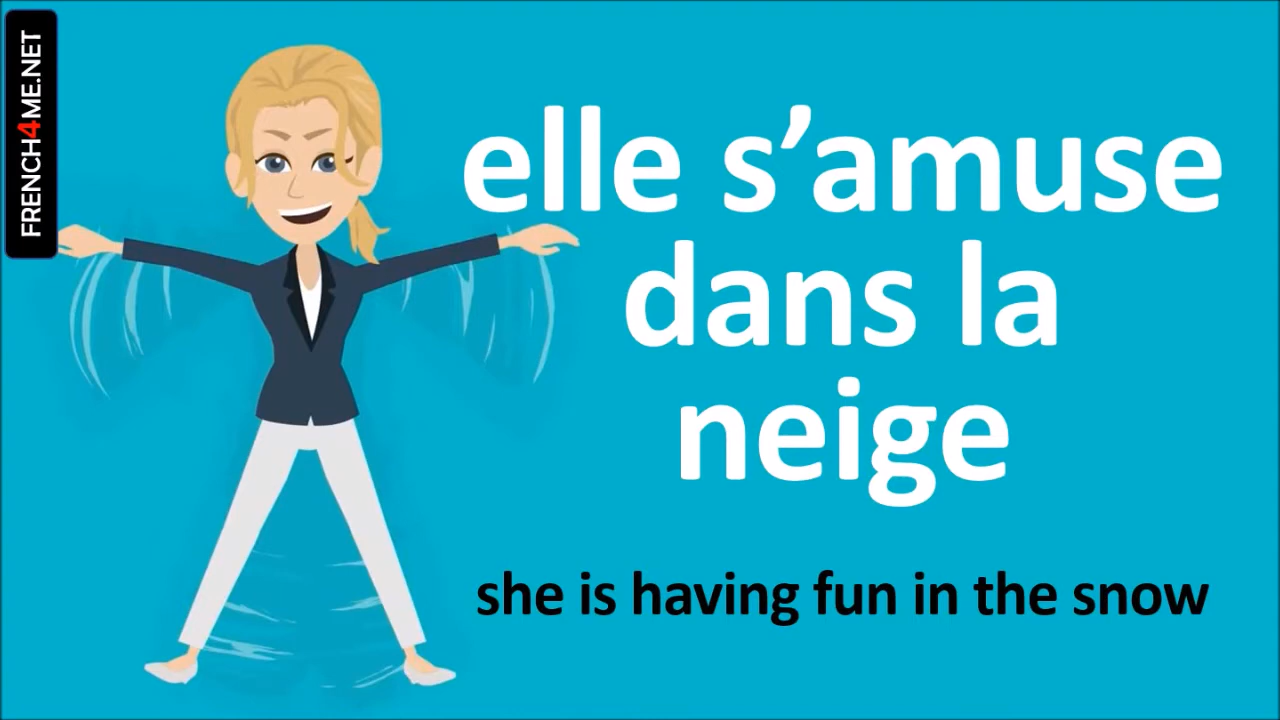 FRENCH4ME.NET
elle s’amuse
dans la
neige
she is having fun in the snow